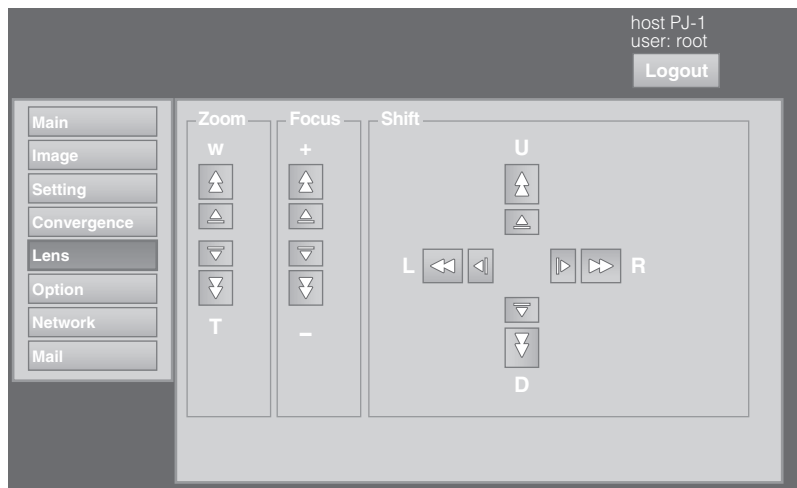 host PJ-1
user: root
Logout
Main
Image
Setting
Convergence
Lens
Option
Network
Mail
Zoom
w
T
Focus
+
–
Shift
U
L
R
D